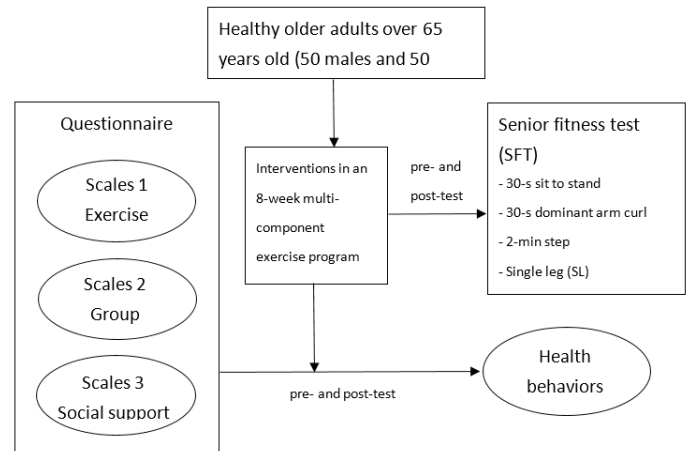 Healthy older adults over 65
years old (50 males and 50
Questionnaire
Scales 1
Exercise
Scales 2
Group
Scales 3
Social support
Interventions in an
8-week multi-
component
exercise program
pre- and
post-test
Senior fitness test
(SFT)
- 30-s sit to stand
- 30-s dominant arm curl
- 2-min step
- Single leg (SL)
pre- and post-test
Health
behaviors